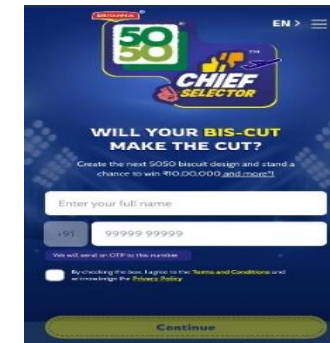 BRITANNIA
EN >
50
50
CHIEF
SELECTOR
TM
WILL YOUR BIS-CUT
MAKE THE CUT?
Create the next 5050 biscuit design and stand a
chance to win ₹10,00,000 and more*!
Enter your full name
+91 99999 99999
We will send an OTP to this number
By checking the box, I agree to the Terms and Conditions and
acknowledge the Privacy Policy
Continue